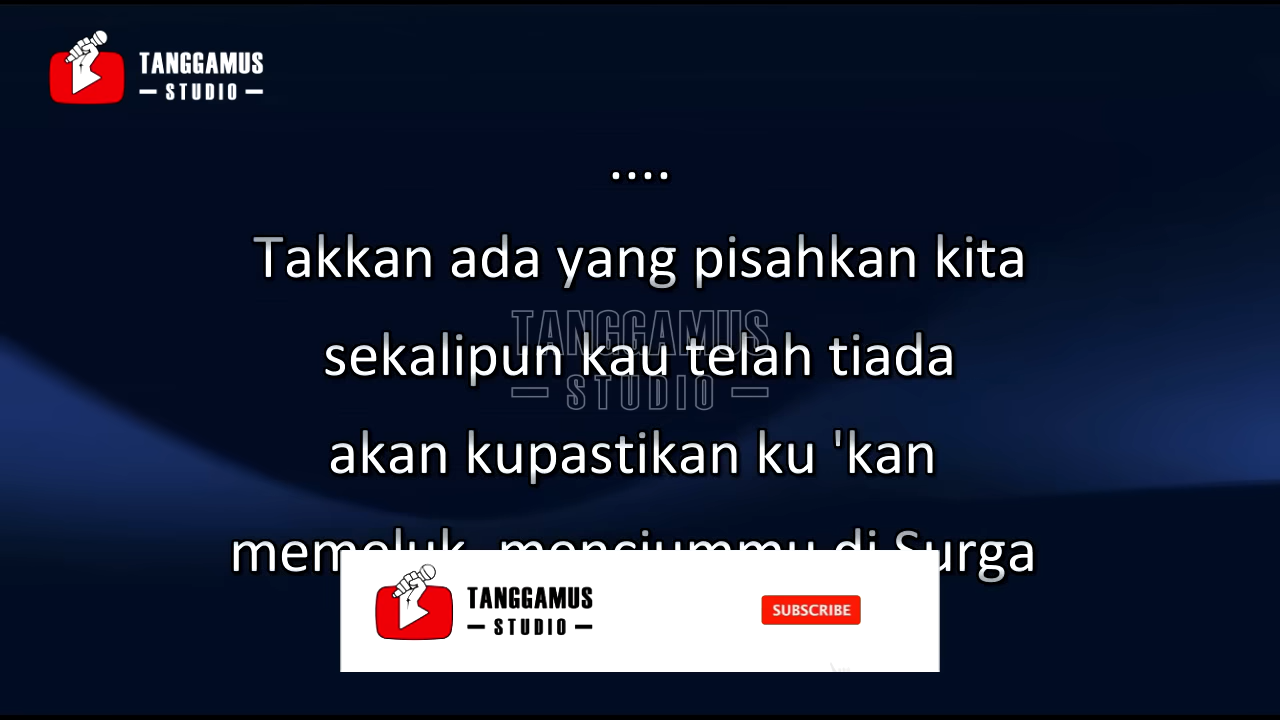 TANGGAMUS
STUDIO
....
Takkan ada yang pisahkan kita
TANGGAMUS
sekalipun kau telah tiada
STUDIO
akan kupastikan ku 'kan
memeluk, menciummu di Surga
TANGGAMUS
STUDIO
SUBSCRIBE